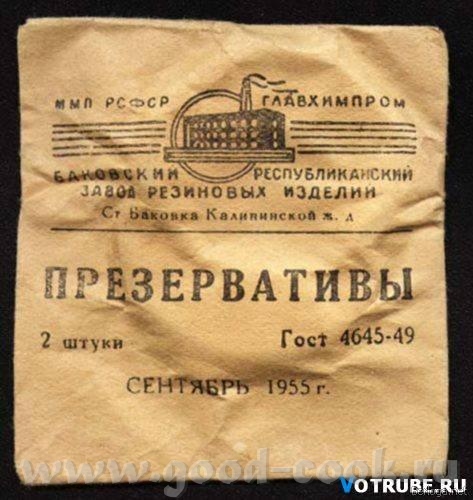 ММП РСФСР ГЛАВХИМПРОМ
БАКОВСКИЙ РЕСПУБЛИКАНСКИЙ
ЗАВОД РЕЗИНОВЫХ ИЗДЕЛИЙ
Ст Баковка Калининской ж. д
ПРЕЗЕРВАТИВЫ
2 штуки Гост 4645-49
СЕНТЯБРЬ 1955 г.
www.good-cook.ru
VOTRUBE.RU